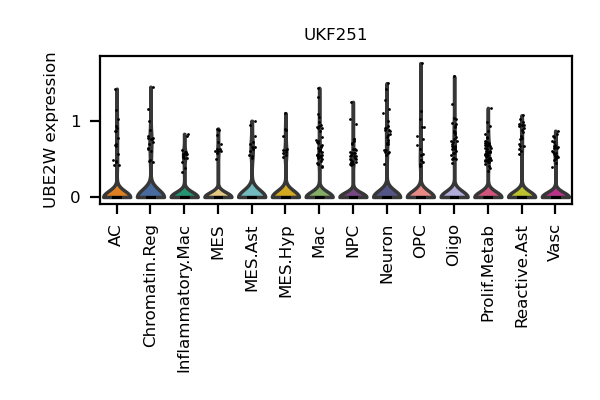 UKF251
UBE2W expression
1
0
AC
Chromatin.Reg
Inflammatory.Mac
MES
MES.Ast
MES.Hyp
Mac
NPC
Neuron
OPC
Oligo
Prolif.Metab
Reactive.Ast
Vasc